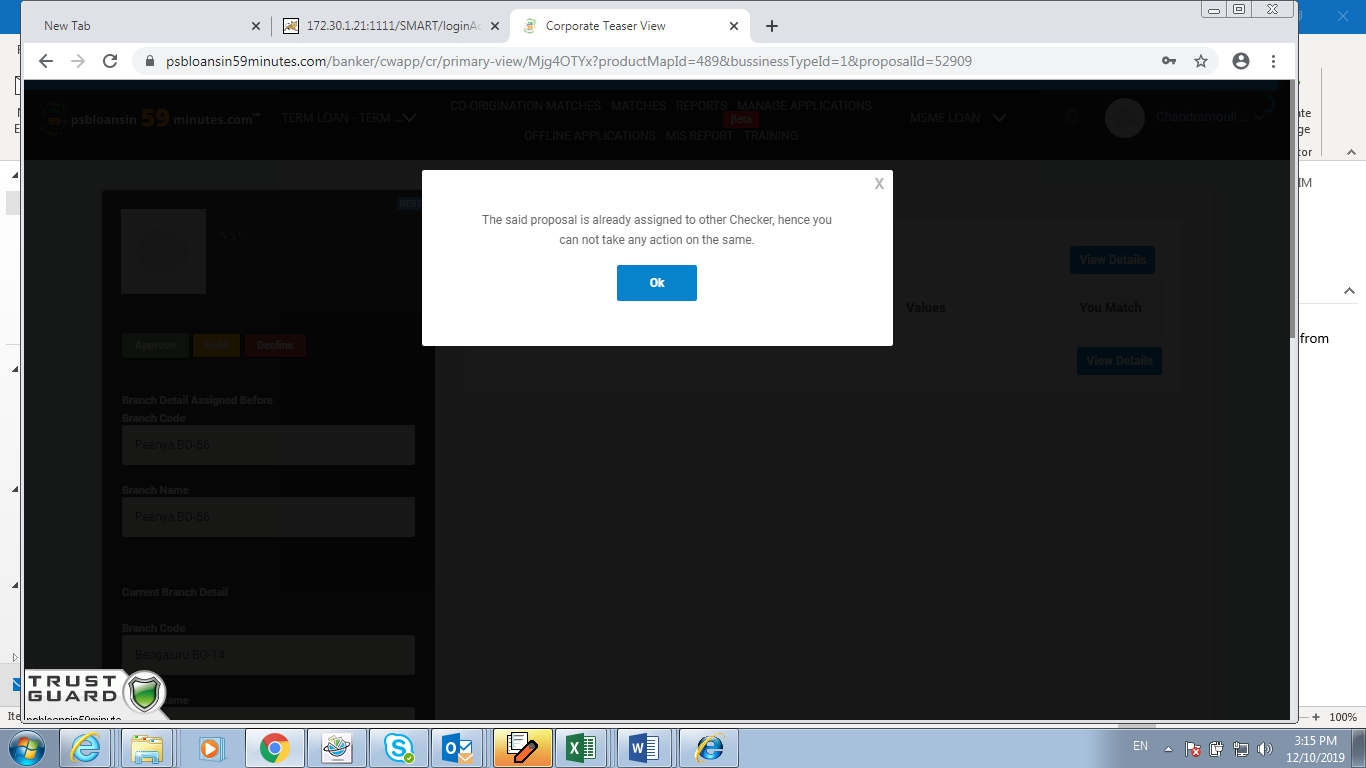 New Tab
172.30.1.21:1111/SMART/loginAc
Corporate Teaser View
psbloansin59minutes.com/banker/cwapp/cr/primary-view/Mjg4OTYx?productMapId=489&bussinessTypeId=1&proposalId=52909
CO-ORIGINATION MATCHES MATCHES REPORTS MANAGE APPLICATIONS
psbloansin 59 minutes.com™
TERM LOAN - TERM ...
Beta
MSME LOAN
Chandramouli ...
OFFLINE APPLICATIONS MIS REPORT TRAINING
X
DEBT
The said proposal is already assigned to other Checker, hence you
can not take any action on the same.
Ok
View Details
Values
You Match
Approve
Hold
Decline
View Details
Branch Detail Assigned Before
Branch Code
Peenya BO-56
Branch Name
Peenya BO-56
Current Branch Detail
Branch Code
Bengaluru BO-14
TRUST
GUARD
ame
psbloansin59minute
ate
ge
tor
IM
from
Ite
100%
EN
3:15 PM
12/10/2019